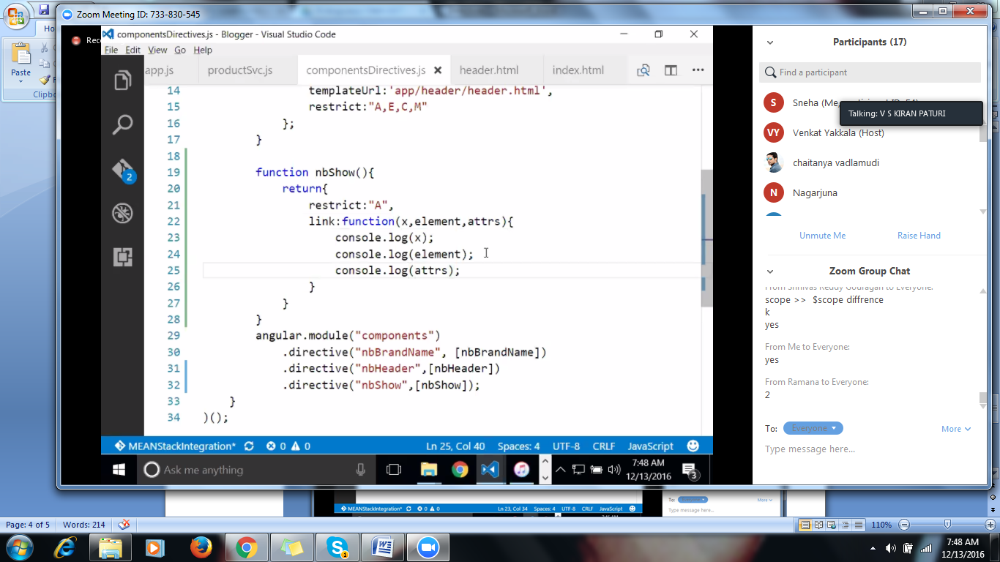 Zoom Meeting ID: 733-830-545
Ho
Paste
Clipbo
Rec
componentsDirectives.js - Blogger - Visual Studio Code
File Edit View Go Help
app.js productSvc.js componentsDirectives.js header.html index.html
14 templateUrl:'app/header/header.html',
15 restrict:"A,E,C,M"
16 };
17 }
18
19 function nbShow(){
20 return{
21 restrict:"A",
22 link:function(x,element,attrs){
23 console.log(x);
24 console.log(element);
25 console.log(attrs);
26 }
27 }
28 }
29 angular.module("components")
30 .directive("nbBrandName", [nbBrandName])
31 .directive("nbHeader",[nbHeader])
32 .directive("nbShow",[nbShow]);
33 }
34 )();
2
MEANStackIntegration* 0 0 Ln 25, Col 40 Spaces: 4 UTF-8 CRLF JavaScript
Ask me anything
7:48 AM
12/13/2016
3
Participants (17)
Find a participant
S Sneha (Me,
Talking: V S KIRAN PATURI
VY Venkat Yakkala (Host)
chaitanya vadlamudi
N Nagarjuna
Unmute Me Raise Hand
Zoom Group Chat
scope >> $scope diffrence
k
yes
From Me to Everyone:
yes
From Ramana to Everyone:
2
To: Everyone More
Type message here...
MEANStackIntegration* 0 0 Ln 23, Col 34 Spaces: 4 UTF-8 CRLF JavaScript
To: Everyone More
Type message here...
Page: 4 of 5 Words: 214 110%
1
7:48 AM
12/13/2016